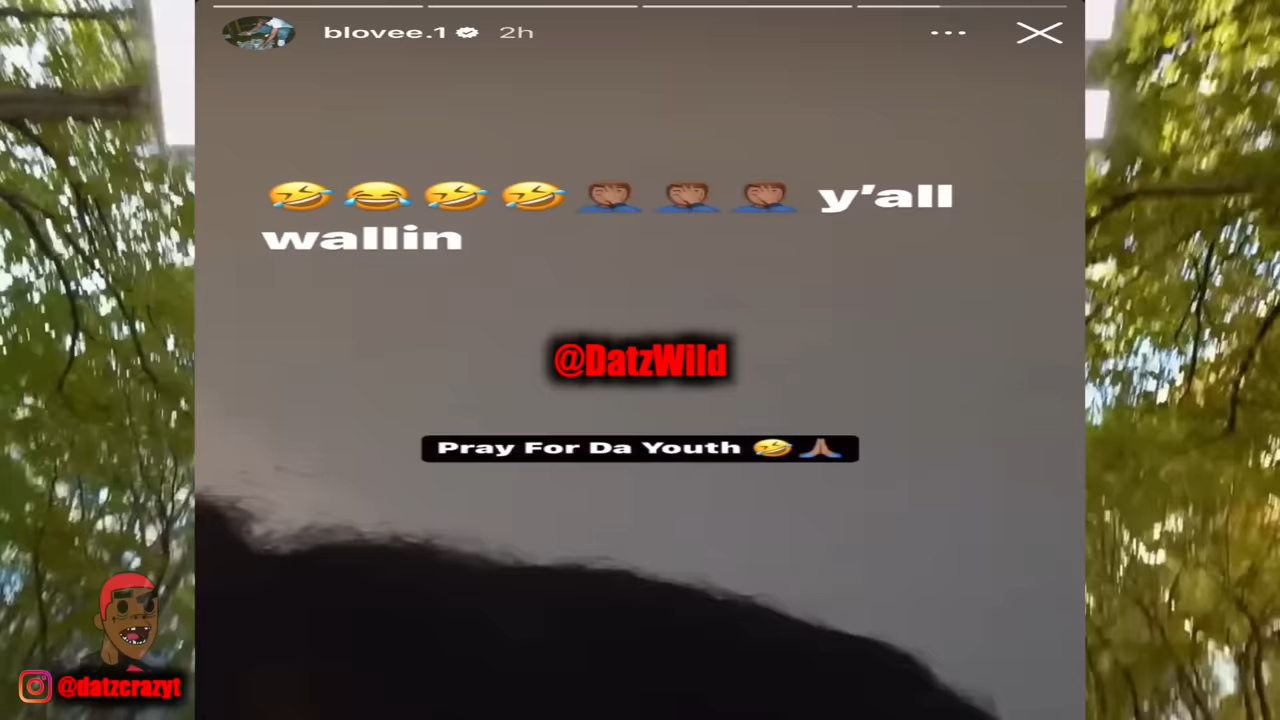 blovee.1 2h
🤣😂🤣🤣🤦🏽‍♂️🤦🏽‍♂️🤦🏽‍♂️ y'all
wallin
@DatzWild
Pray For Da Youth 🤣🙏🏽
@datzcrazyt